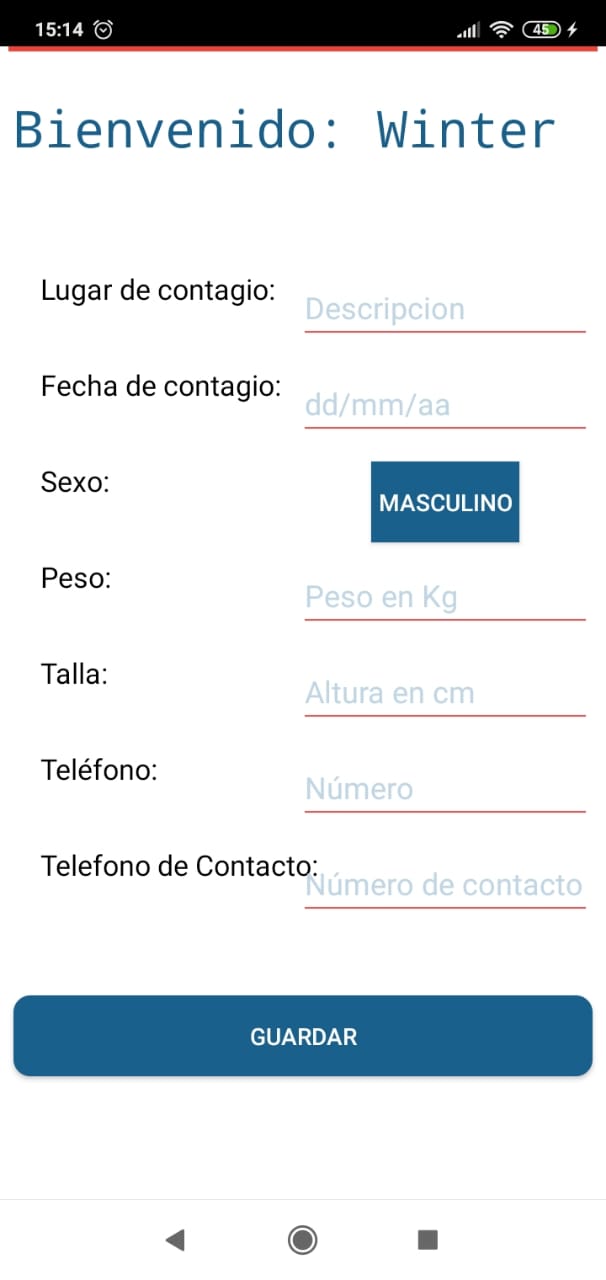 15:14
45
Bienvenido: Winter
Lugar de contagio:
Descripcion
Fecha de contagio:
dd/mm/aa
Sexo:
MASCULINO
Peso:
Peso en Kg
Talla:
Altura en cm
Teléfono:
Número
Telefono de Contacto:
Número de contacto
GUARDAR